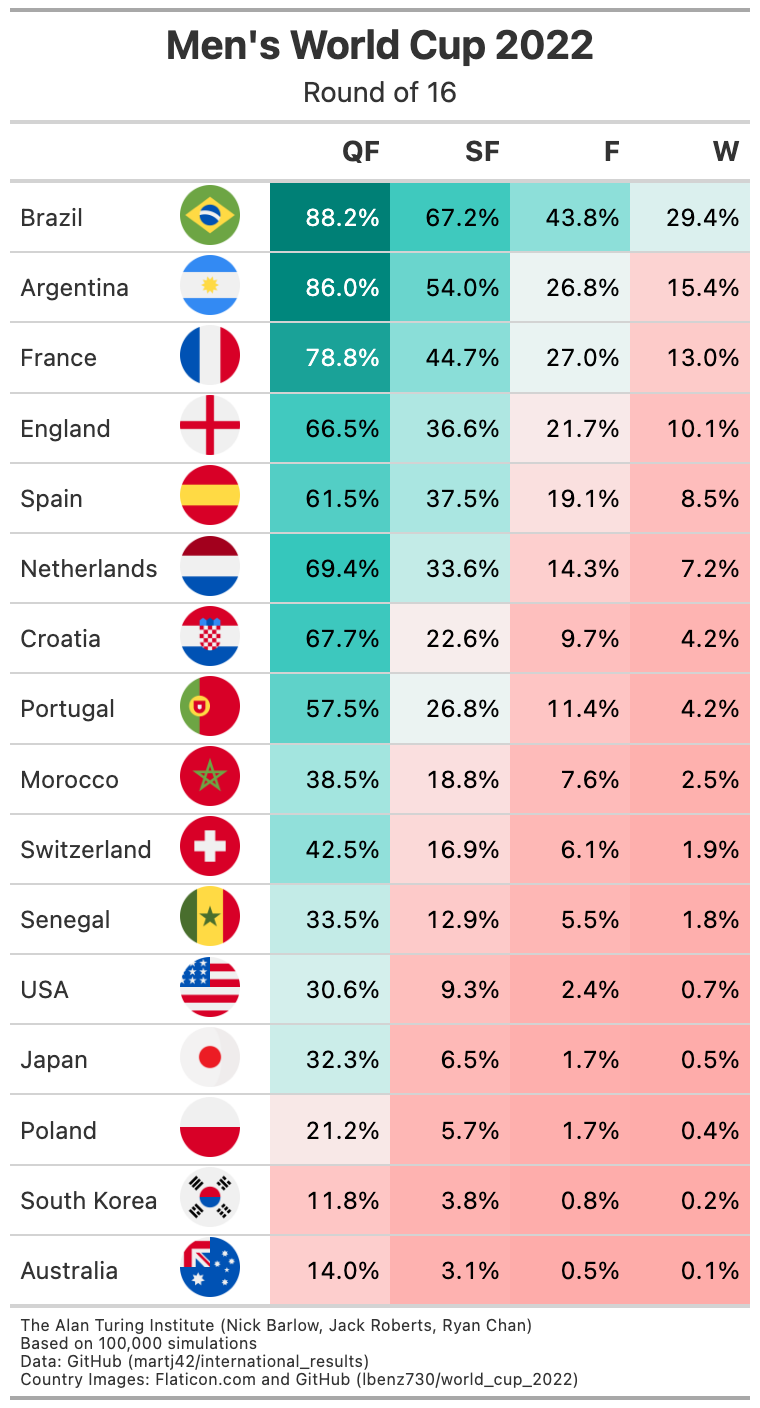 Men's World Cup 2022
Round of 16
QF SF F W
Brazil 88.2% 67.2% 43.8% 29.4%
Argentina 86.0% 54.0% 26.8% 15.4%
France 78.8% 44.7% 27.0% 13.0%
England 66.5% 36.6% 21.7% 10.1%
Spain 61.5% 37.5% 19.1% 8.5%
Netherlands 69.4% 33.6% 14.3% 7.2%
Croatia 67.7% 22.6% 9.7% 4.2%
Portugal 57.5% 26.8% 11.4% 4.2%
Morocco 38.5% 18.8% 7.6% 2.5%
Switzerland 42.5% 16.9% 6.1% 1.9%
Senegal 33.5% 12.9% 5.5% 1.8%
USA 30.6% 9.3% 2.4% 0.7%
Japan 32.3% 6.5% 1.7% 0.5%
Poland 21.2% 5.7% 1.7% 0.4%
South Korea 11.8% 3.8% 0.8% 0.2%
Australia 14.0% 3.1% 0.5% 0.1%
The Alan Turing Institute (Nick Barlow, Jack Roberts, Ryan Chan)
Based on 100,000 simulations
Data: GitHub (martj42/international_results)
Country Images: Flaticon.com and GitHub (lbenz730/world_cup_2022)